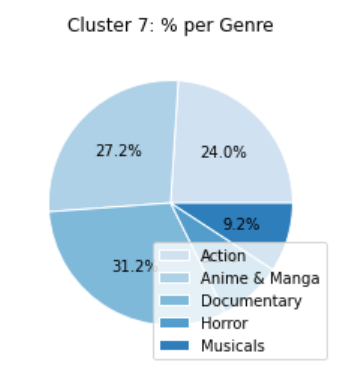 Cluster 7: % per Genre
27.2%
24.0%
9.2%
31.2%
Action
Anime & Manga
Documentary
Horror
Musicals